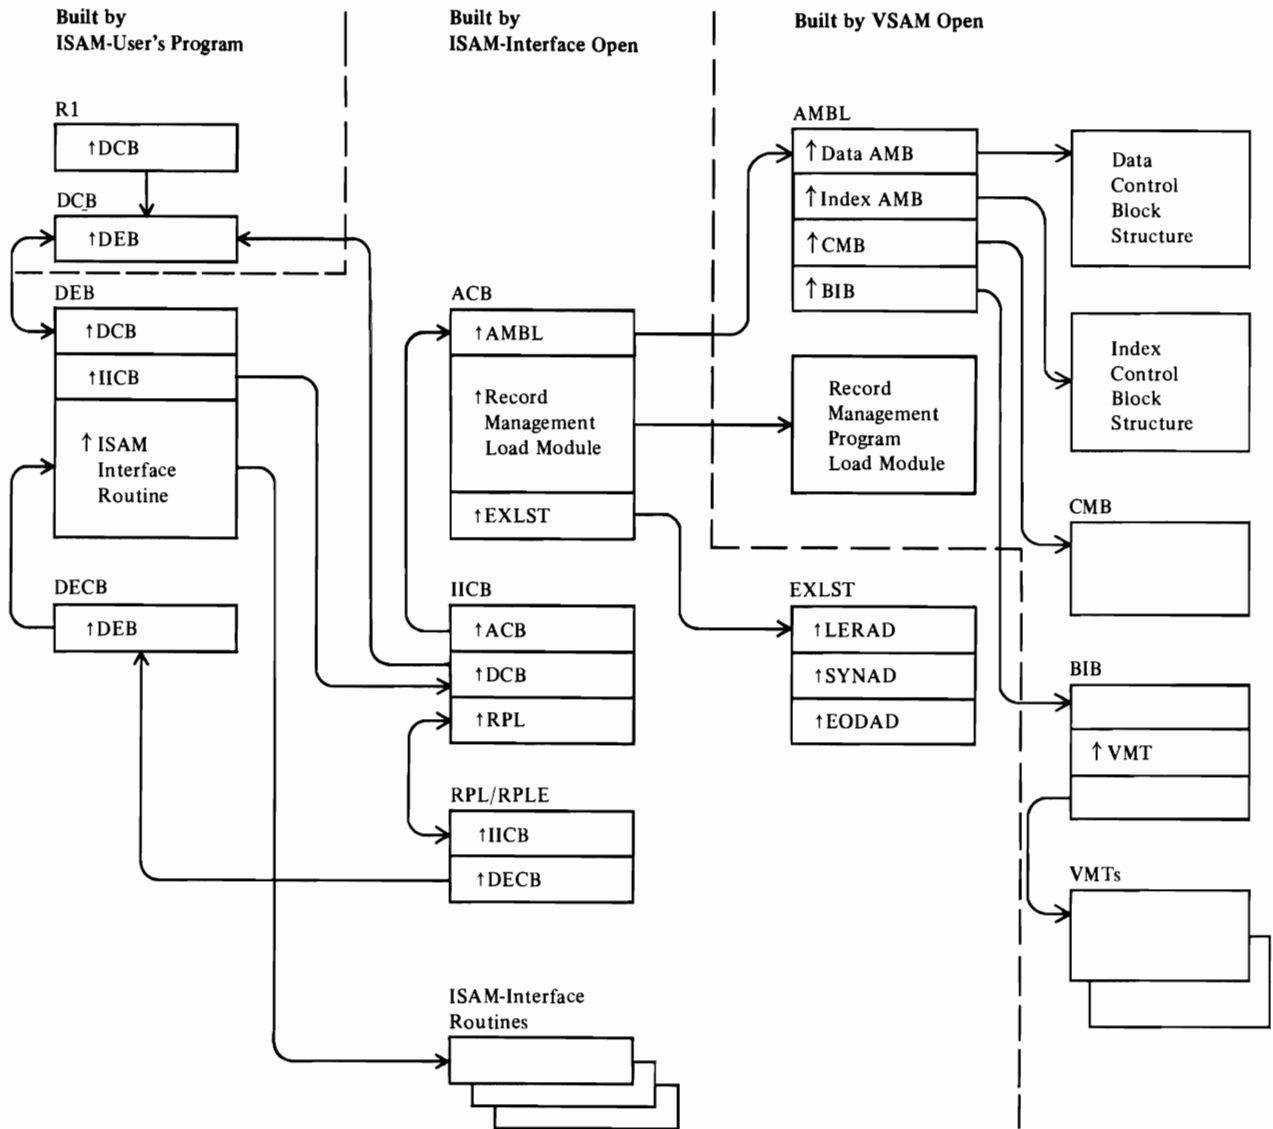 Built by
ISAM-User's Program
Built by
ISAM-Interface Open
Built by VSAM Open
R1
↑DCB
DCB
↑DEB
DEB
↑DCB
↑IICB
↑ ISAM
Interface
Routine
DECB
↑DEB
ACB
↑AMBL
↑Record
Management
Load Module
↑EXLST
IICB
↑ACB
↑DCB
↑RPL
RPL/RPLE
↑IICB
↑DECB
ISAM-Interface
Routines
AMBL
↑Data AMB
↑Index AMB
↑CMB
↑BIB
Record
Management
Program
Load Module
EXLST
↑LERAD
↑SYNAD
↑EODAD
Data
Control
Block
Structure
Index
Control
Block
Structure
CMB
BIB
↑ VMT
VMTs